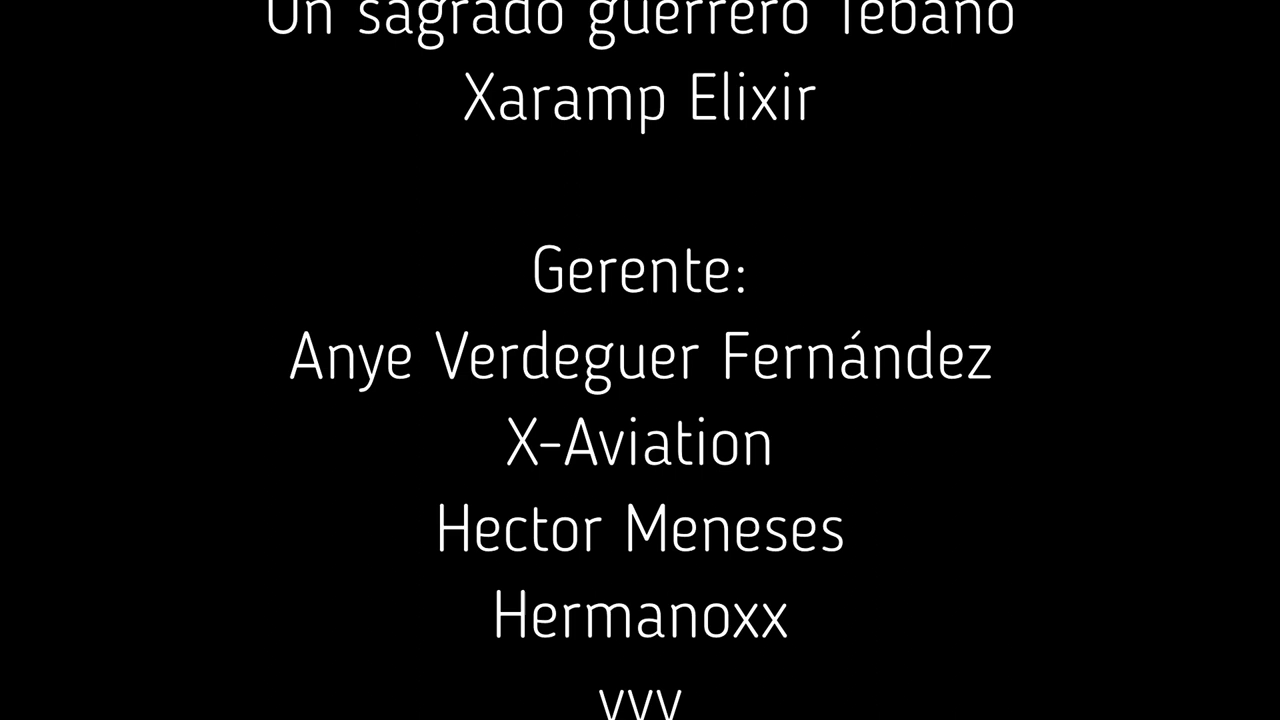 Un sagrado guerrero Tebano
Xaramp Elixir
Gerente:
Anye Verdeguer Fernández
X-Aviation
Hector Meneses
Hermanoxx